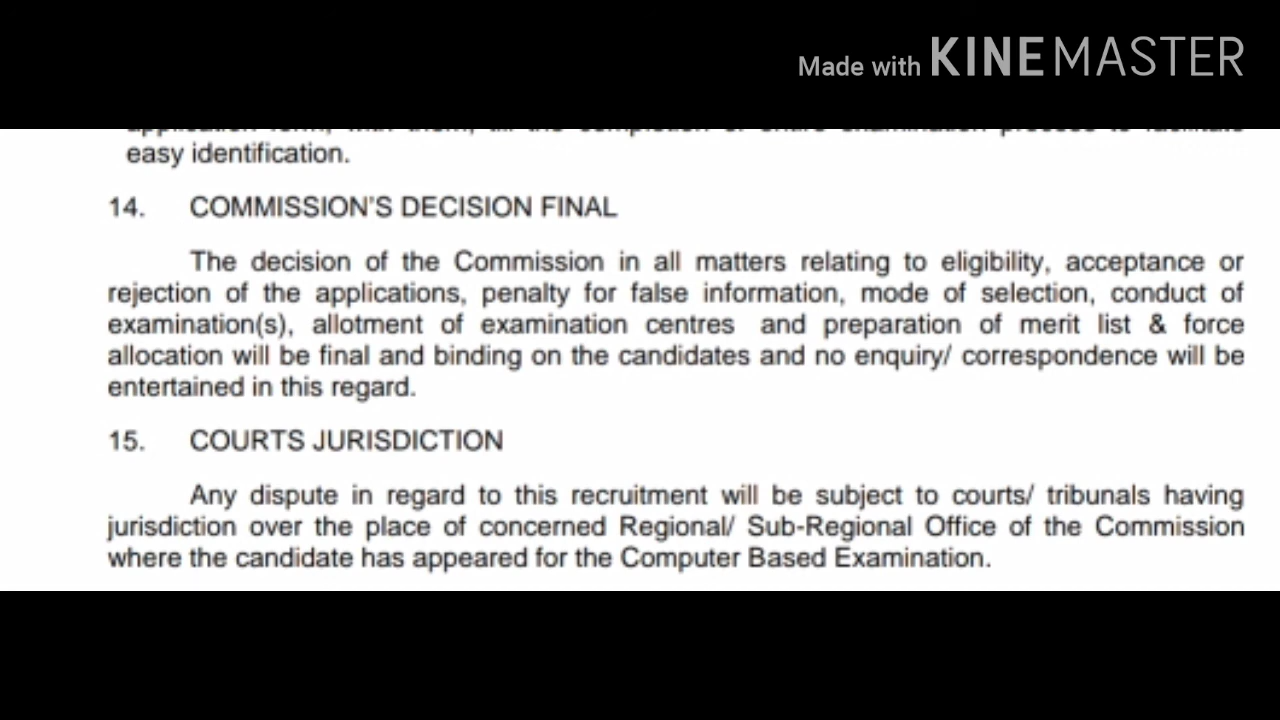 Made with KINEMASTER
easy identification.
14. COMMISSION'S DECISION FINAL
The decision of the Commission in all matters relating to eligibility, acceptance or
rejection of the applications, penalty for false information, mode of selection, conduct of
examination(s), allotment of examination centres and preparation of merit list & force
allocation will be final and binding on the candidates and no enquiry/ correspondence will be
entertained in this regard.
15. COURTS JURISDICTION
Any dispute in regard to this recruitment will be subject to courts/ tribunals having
jurisdiction over the place of concerned Regional/ Sub-Regional Office of the Commission
where the candidate has appeared for the Computer Based Examination.